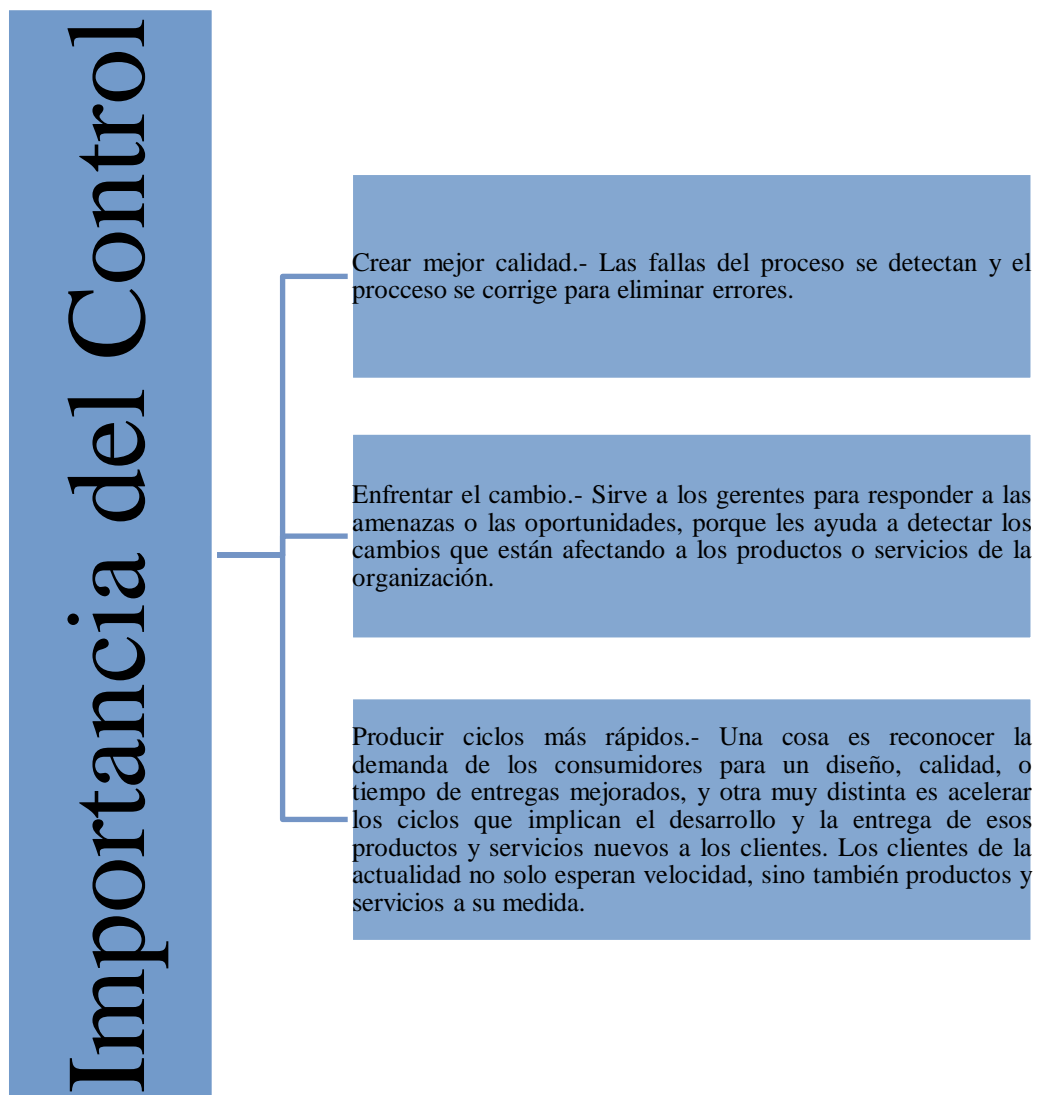 Importancia del Control
Crear mejor calidad.- Las fallas del proceso se detectan y el
procceso se corrige para eliminar errores.
Enfrentar el cambio.- Sirve a los gerentes para responder a las
amenazas o las oportunidades, porque les ayuda a detectar los
cambios que están afectando a los productos o servicios de la
organización.
Producir ciclos más rápidos.- Una cosa es reconocer la
demanda de los consumidores para un diseño, calidad, o
tiempo de entregas mejorados, y otra muy distinta es acelerar
los ciclos que implican el desarrollo y la entrega de esos
productos y servicios nuevos a los clientes. Los clientes de la
actualidad no solo esperan velocidad, sino también productos y
servicios a su medida.